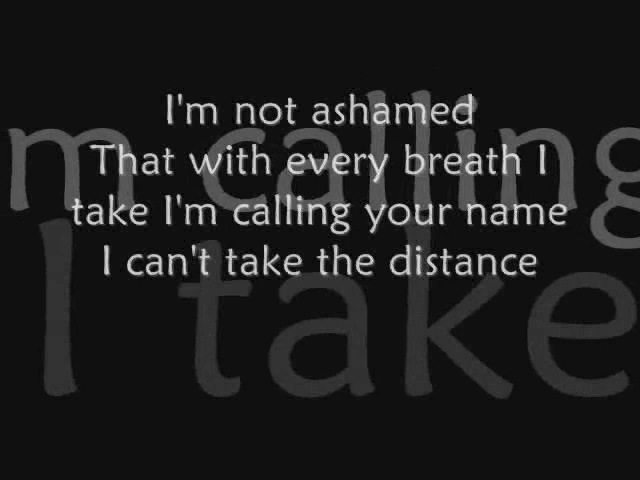 I'm not ashamed
That with every breath I
take I'm calling your name
I can't take the distance
m calling
I take